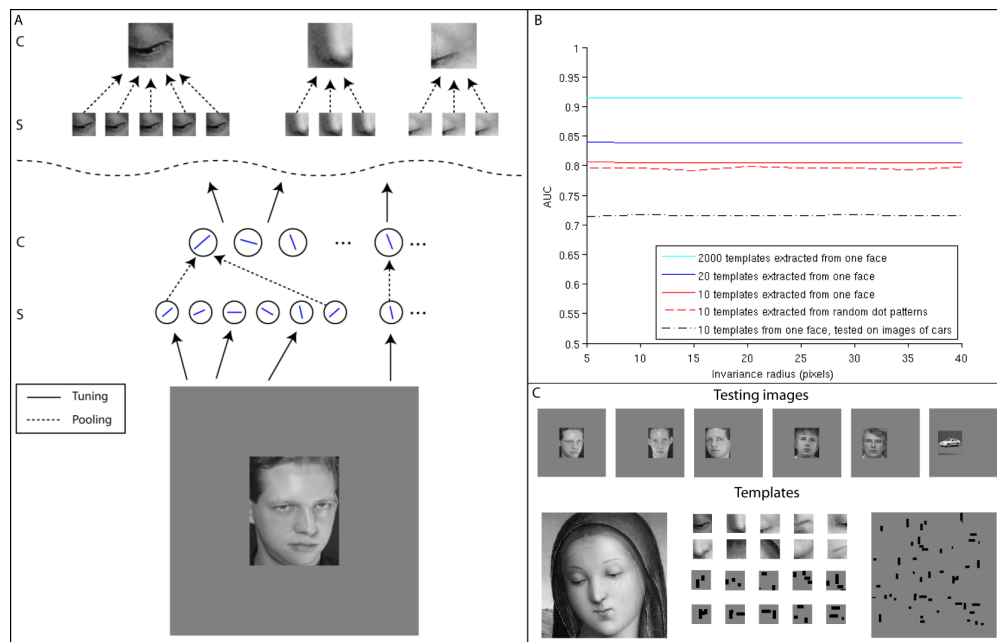 A
C
S
C
... ...
S
...
Tuning
Pooling
B
1
0.95
0.9
0.85
0.8
0.75
0.7
0.65
0.6
0.55
0.5
AUC
2000 templates extracted from one face
20 templates extracted from one face
10 templates extracted from one face
10 templates extracted from random dot patterns
10 templates from one face, tested on images of cars
5 10 15 20 25 30 35 40
Invariance radius (pixels)
C
Testing images
Templates